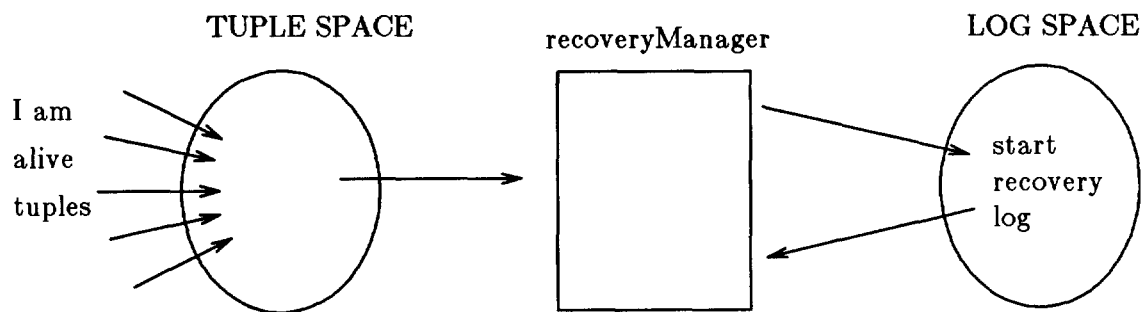 TUPLE SPACE
recoveryManager
LOG SPACE
I am
alive
tuples
start
recovery
log